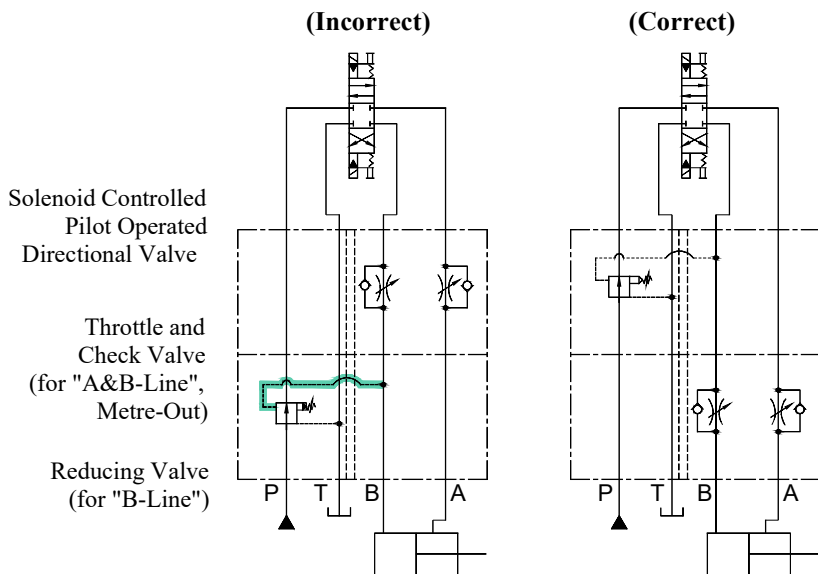 (Incorrect)
(Correct)
Solenoid Controlled
Pilot Operated
Directional Valve
Throttle and
Check Valve
(for "A&B-Line",
Metre-Out)
Reducing Valve
(for "B-Line")
P T B A
P T B A